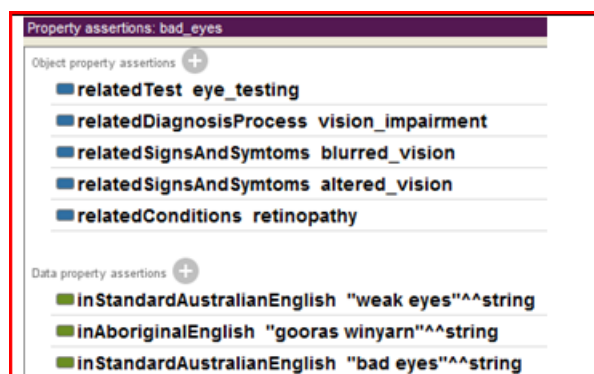 Property assertions: bad_eyes
Object property assertions
relatedTest eye_testing
relatedDiagnosisProcess vision_impairment
relatedSignsAndSymtoms blurred_vision
relatedSignsAndSymtoms altered_vision
relatedConditions retinopathy
Data property assertions
inStandardAustralianEnglish "weak eyes"^^string
inAboriginalEnglish "gooras winyarn"^^string
inStandardAustralianEnglish "bad eyes"^^string